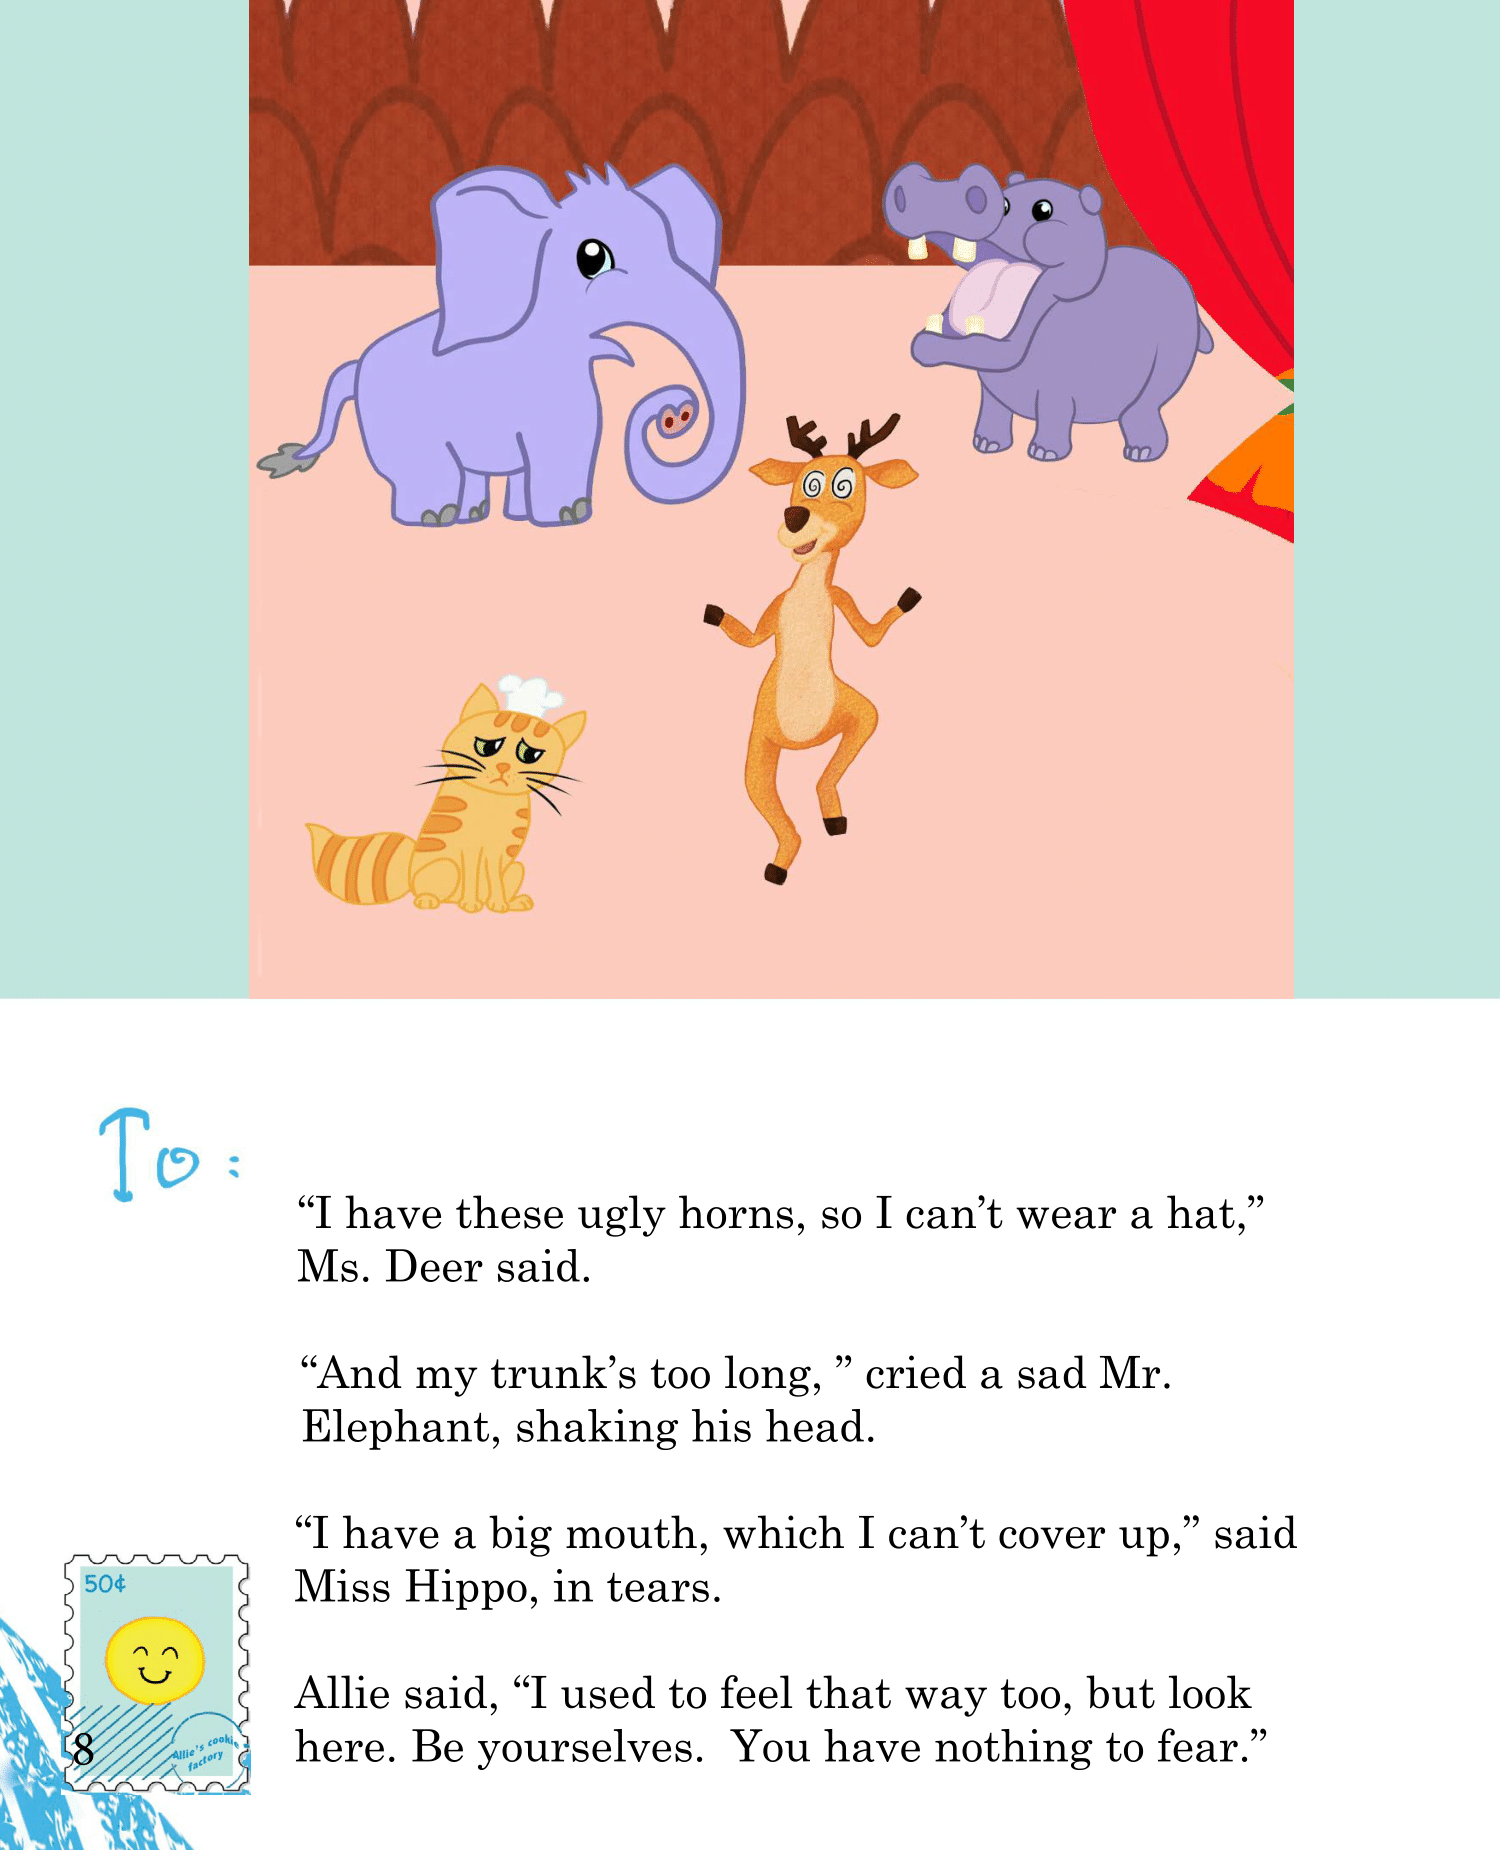 To:
“I have these ugly horns, so I can’t wear a hat,”
Ms. Deer said.
“And my trunk’s too long, ” cried a sad Mr.
Elephant, shaking his head.
“I have a big mouth, which I can’t cover up,” said
Miss Hippo, in tears.
Allie said, “I used to feel that way too, but look
here. Be yourselves.  You have nothing to fear.”
50¢
8
Allie's cookie
factory